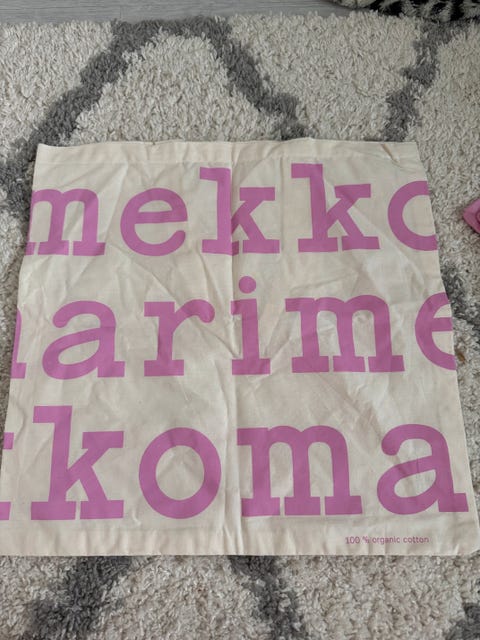 mekko
arime
koma
100 % organic cotton